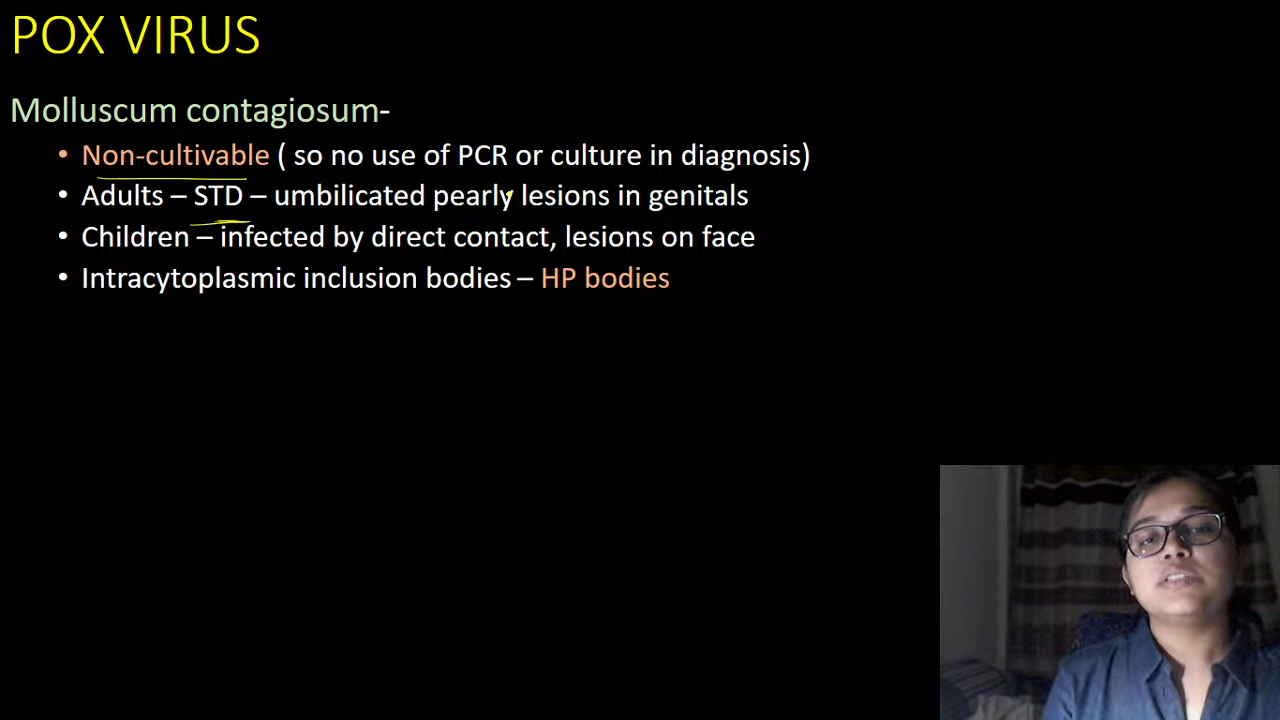 POX VIRUS
Molluscum contagiosum-
• Non-cultivable ( so no use of PCR or culture in diagnosis)
• Adults – STD – umbilicated pearly lesions in genitals
• Children – infected by direct contact, lesions on face
• Intracytoplasmic inclusion bodies – HP bodies